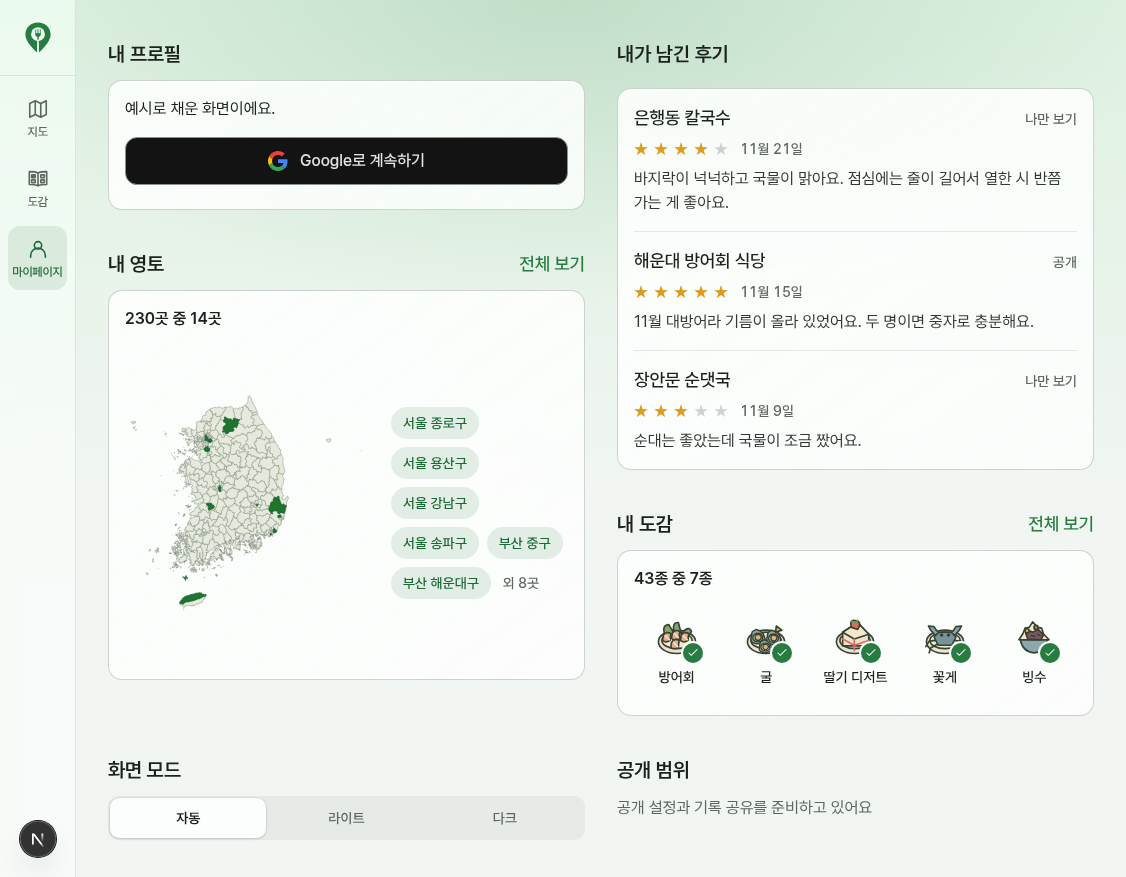 지도
도감
마이페이지
N
내 프로필
예시로 채운 화면이에요.
Google로 계속하기
내 영토
전체 보기
230곳 중 14곳
서울 종로구
서울 용산구
서울 강남구
서울 송파구
부산 중구
부산 해운대구
외 8곳
화면 모드
자동
라이트
다크
내가 남긴 후기
은행동 칼국수
나만 보기
11월 21일
바지락이 넉넉하고 국물이 맑아요. 점심에는 줄이 길어서 열한 시 반쯤
가는 게 좋아요.
해운대 방어회 식당
공개
11월 15일
11월 대방어라 기름이 올라 있었어요. 두 명이면 중자로 충분해요.
장안문 순댓국
나만 보기
11월 9일
순대는 좋았는데 국물이 조금 짰어요.
내 도감
전체 보기
43종 중 7종
방어회
굴
딸기 디저트
꽃게
빙수
공개 범위
공개 설정과 기록 공유를 준비하고 있어요